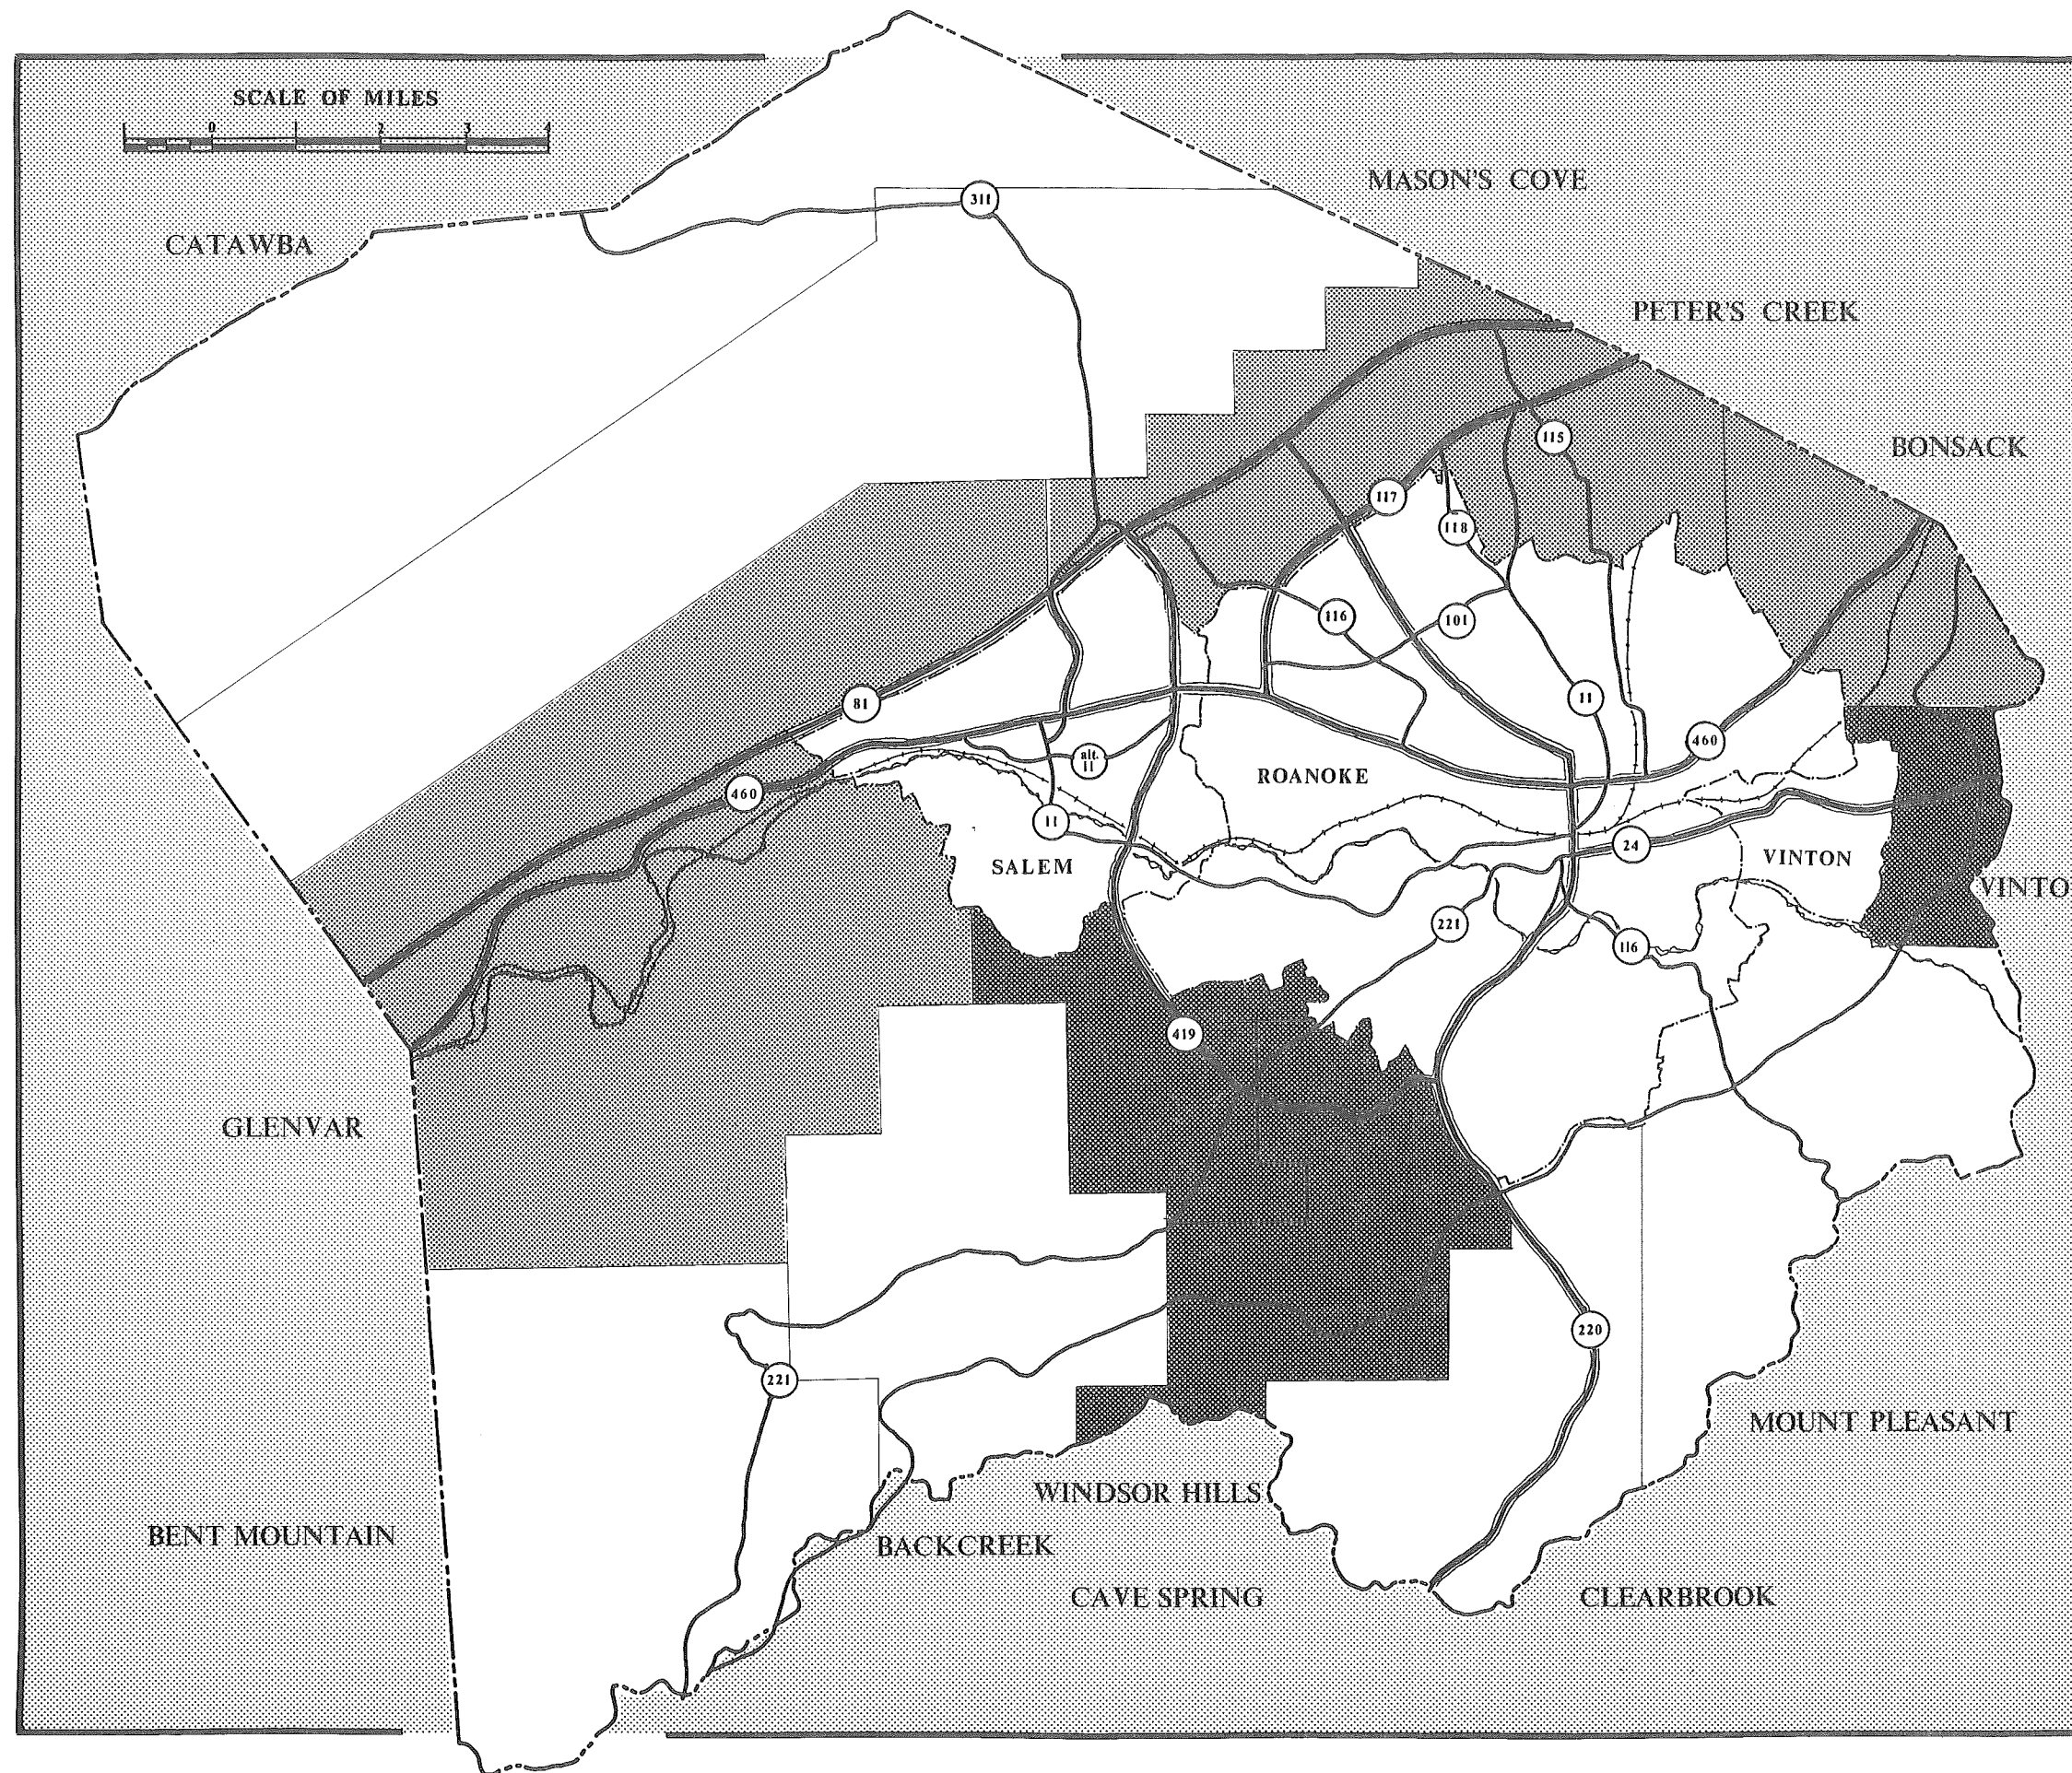 SCALE OF MILES
0 1 2 3 4
MASON'S COVE
311
CATAWBA
PETER'S CREEK
115
BONSACK
117
118
116
101
81
11
460
alt.
11
ROANOKE
460
11
24
SALEM
VINTON
VINTO
221
116
419
GLENVAR
220
221
MOUNT PLEASANT
WINDSOR HILLS
BENT MOUNTAIN
BACKCREEK
CAVE SPRING
CLEARBROOK